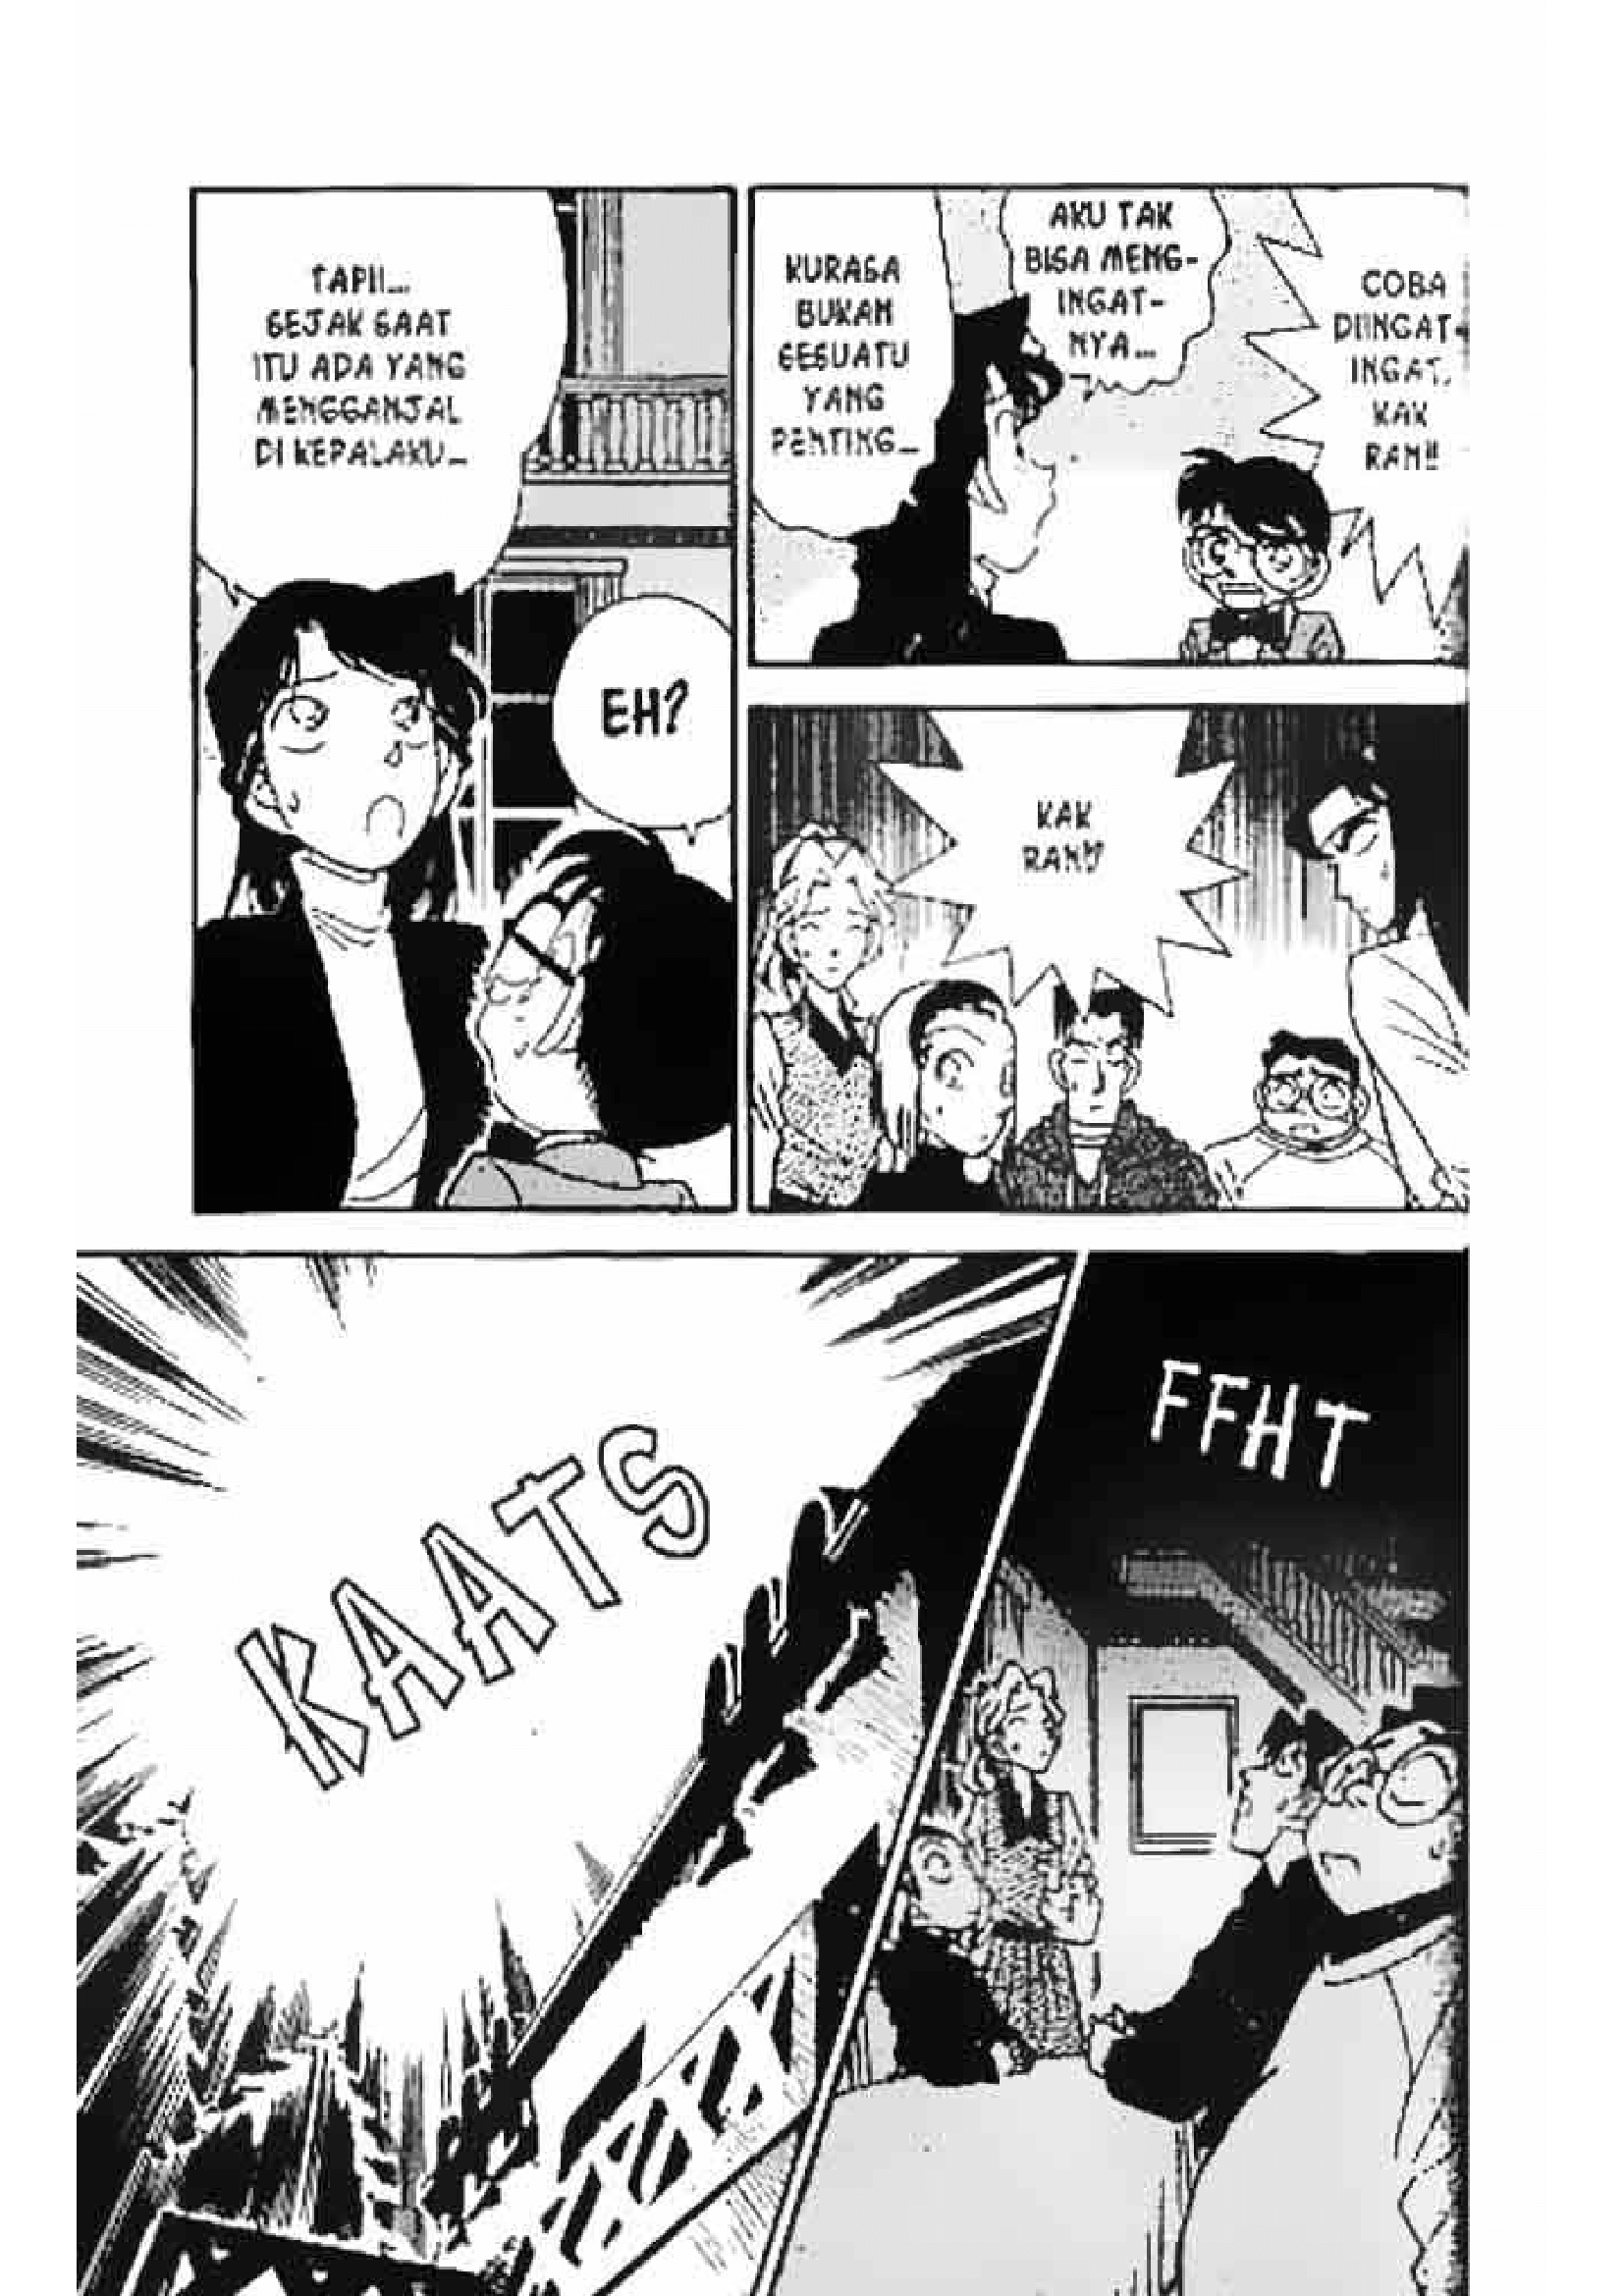 COBA
DIINGAT-
INGAT,
KAK
RAN!!
AKU TAK
BISA MENG-
INGAT-
NYA...
KURASA
BUKAN
SESUATU
YANG
PENTING...
TAPI...
SEJAK SAAT
ITU ADA YANG
MENGGANJAL
DI KEPALAKU...
EH?
KAK
RAN!?
FFHT
KAATS